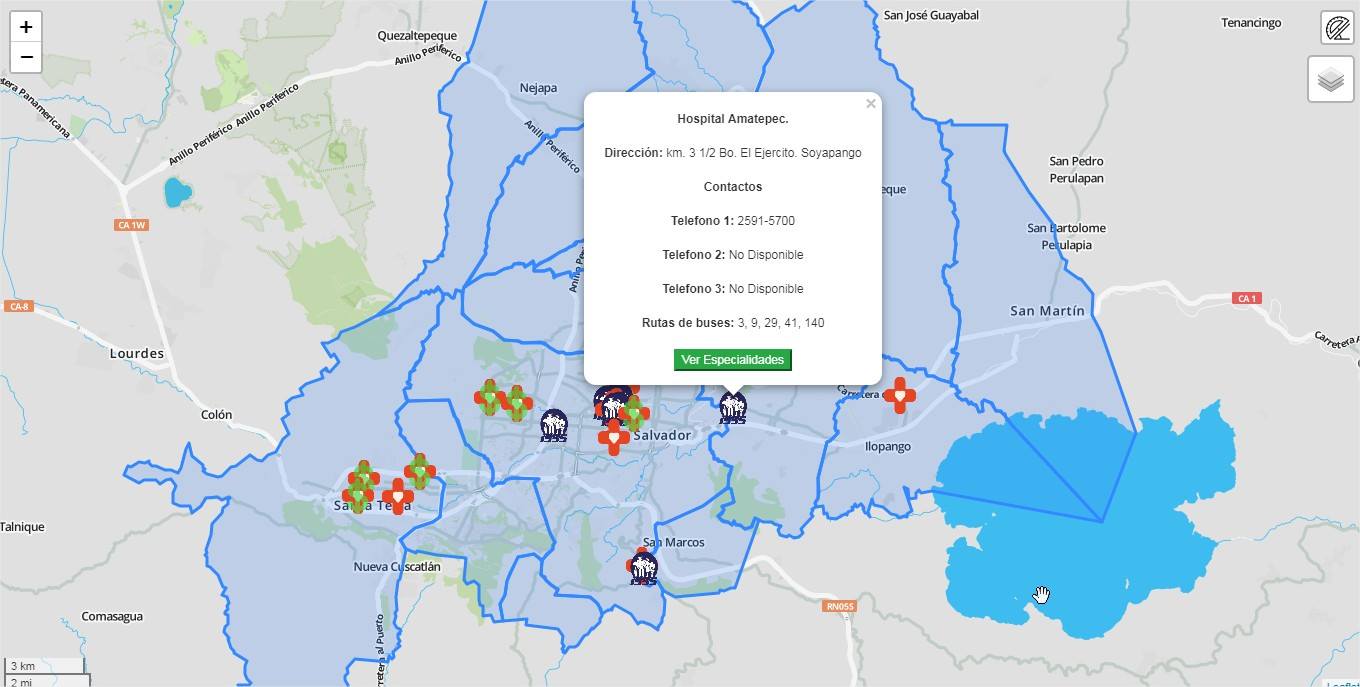 +
−
Quezaltepeque
Anillo Periferico
San José Guayabal
Tenancingo
Nejapa
Anillo Periférico
Anillo Periferico
Anillo Periférico
tera Panamericana
×
Hospital Amatepec.
Dirección: km. 3 1/2 Bo. El Ejercito. Soyapango
Contactos
Telefono 1: 2591-5700
Telefono 2: No Disponible
Telefono 3: No Disponible
Rutas de buses: 3, 9, 29, 41, 140
Ver Especialidades
San Pedro
Perulapan
eque
CA 1W
San Bartolome
Perulapia
CA-8
CA 1
San Martín
Carretera
Lourdes
Colón
Carretera
Salvador
Ilopango
Santa Tecla
Talnique
San Marcos
Nueva Cuscatlán
RN05S
Comasagua
rretera al Puerto
3 km
2 mi
Leaflet